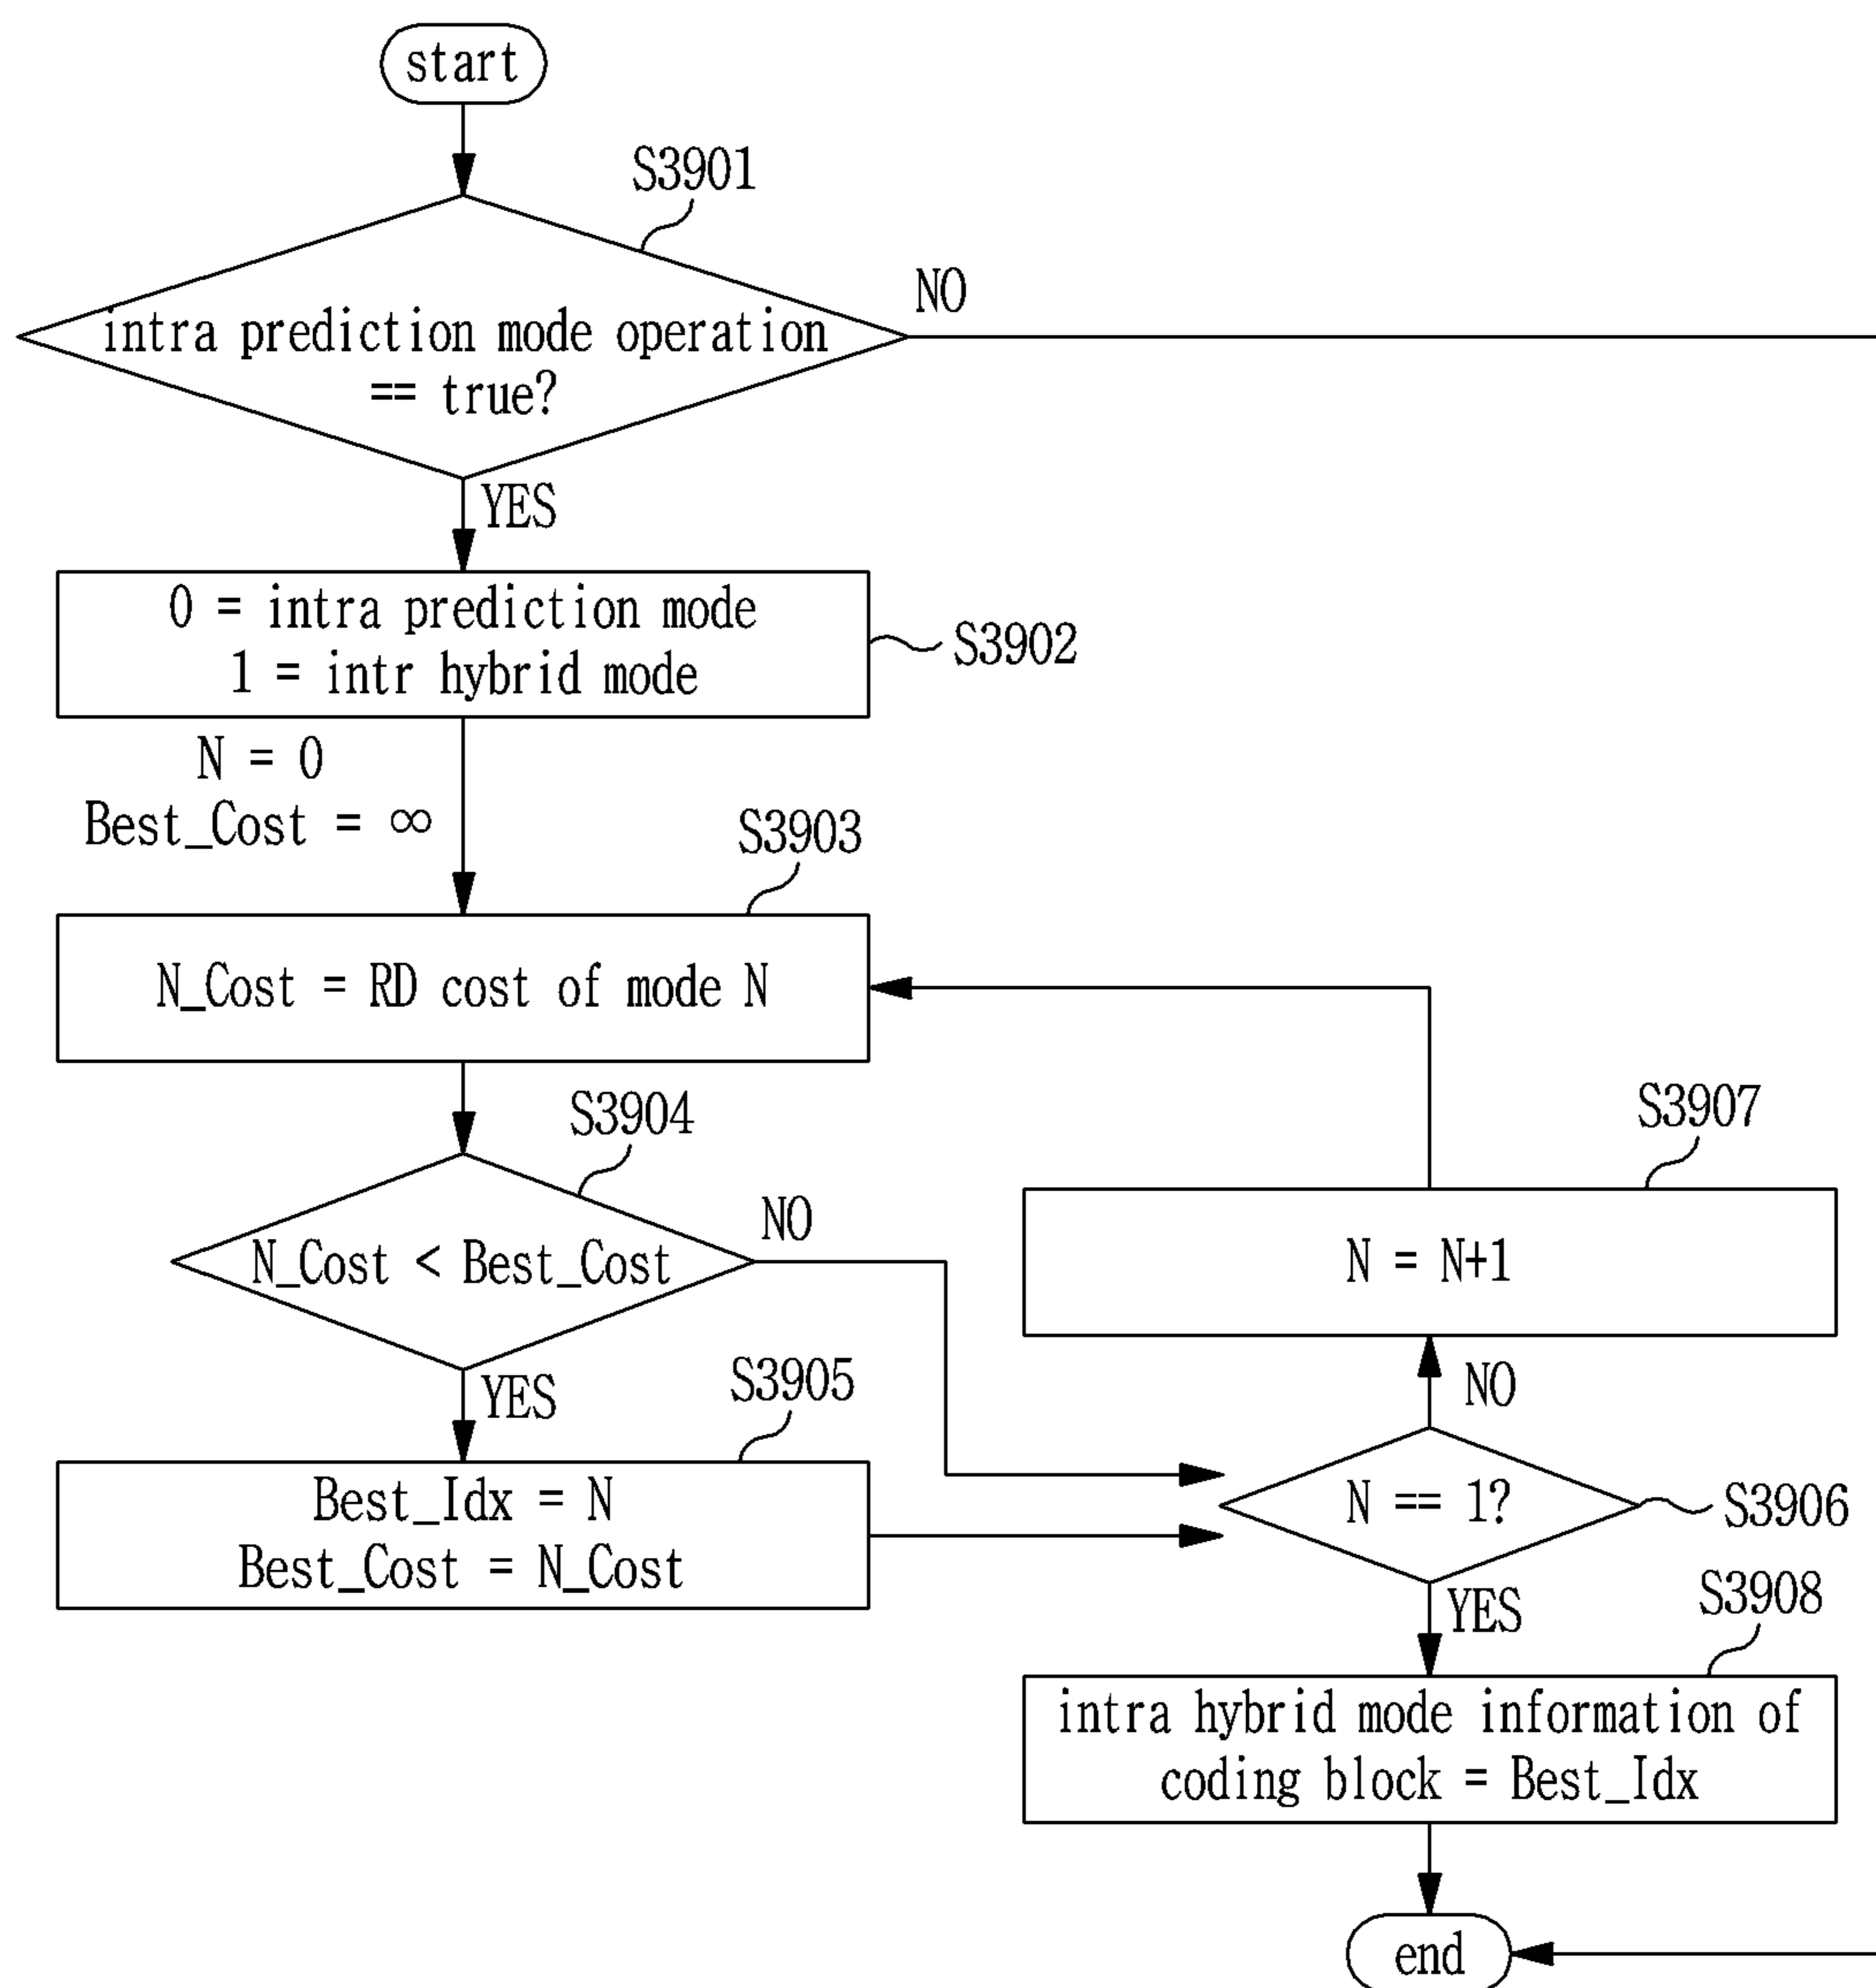 start
S3901
intra prediction mode operation
== true?
NO
YES
0 = intra prediction mode
1 = intr hybrid mode
S3902
N = 0
Best_Cost = ∞
S3903
N_Cost = RD cost of mode N
S3904
N_Cost < Best_Cost
NO
YES
S3905
Best_Idx = N
Best_Cost = N_Cost
S3907
N = N+1
NO
N == 1?
S3906
YES
S3908
intra hybrid mode information of
coding block = Best_Idx
end